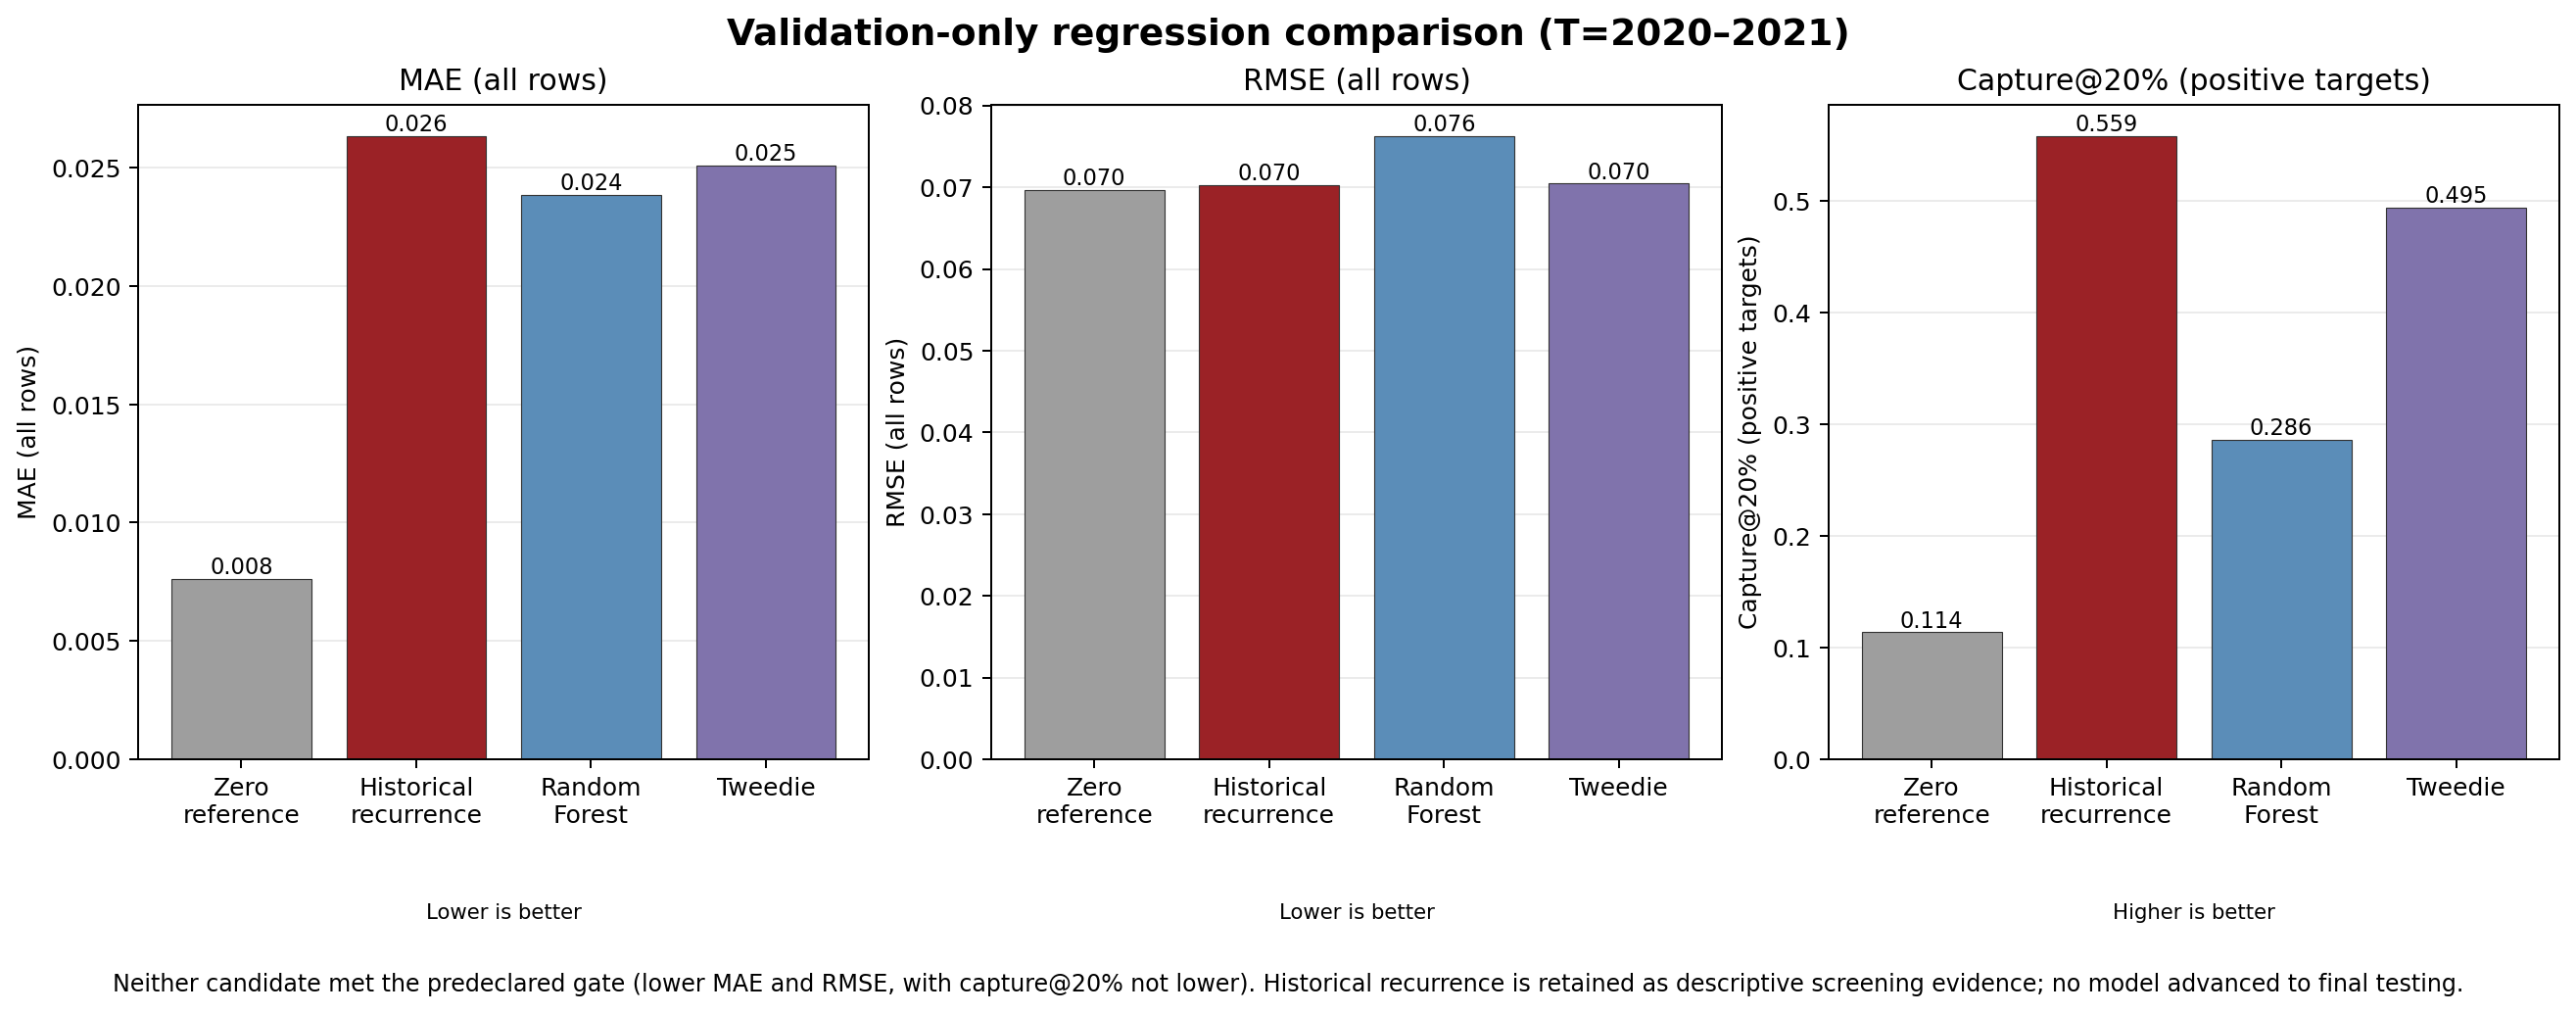 Validation-only regression comparison (T=2020–2021)
MAE (all rows)
MAE (all rows)
0.025
0.020
0.015
0.010
0.005
0.000
0.008
0.026
0.024
0.025
Zero
reference
Historical
recurrence
Random
Forest
Tweedie
Lower is better
RMSE (all rows)
RMSE (all rows)
0.08
0.07
0.06
0.05
0.04
0.03
0.02
0.01
0.00
0.070
0.070
0.076
0.070
Zero
reference
Historical
recurrence
Random
Forest
Tweedie
Lower is better
Capture@20% (positive targets)
Capture@20% (positive targets)
0.5
0.4
0.3
0.2
0.1
0.0
0.114
0.559
0.286
0.495
Zero
reference
Historical
recurrence
Random
Forest
Tweedie
Higher is better
Neither candidate met the predeclared gate (lower MAE and RMSE, with capture@20% not lower). Historical recurrence is retained as descriptive screening evidence; no model advanced to final testing.